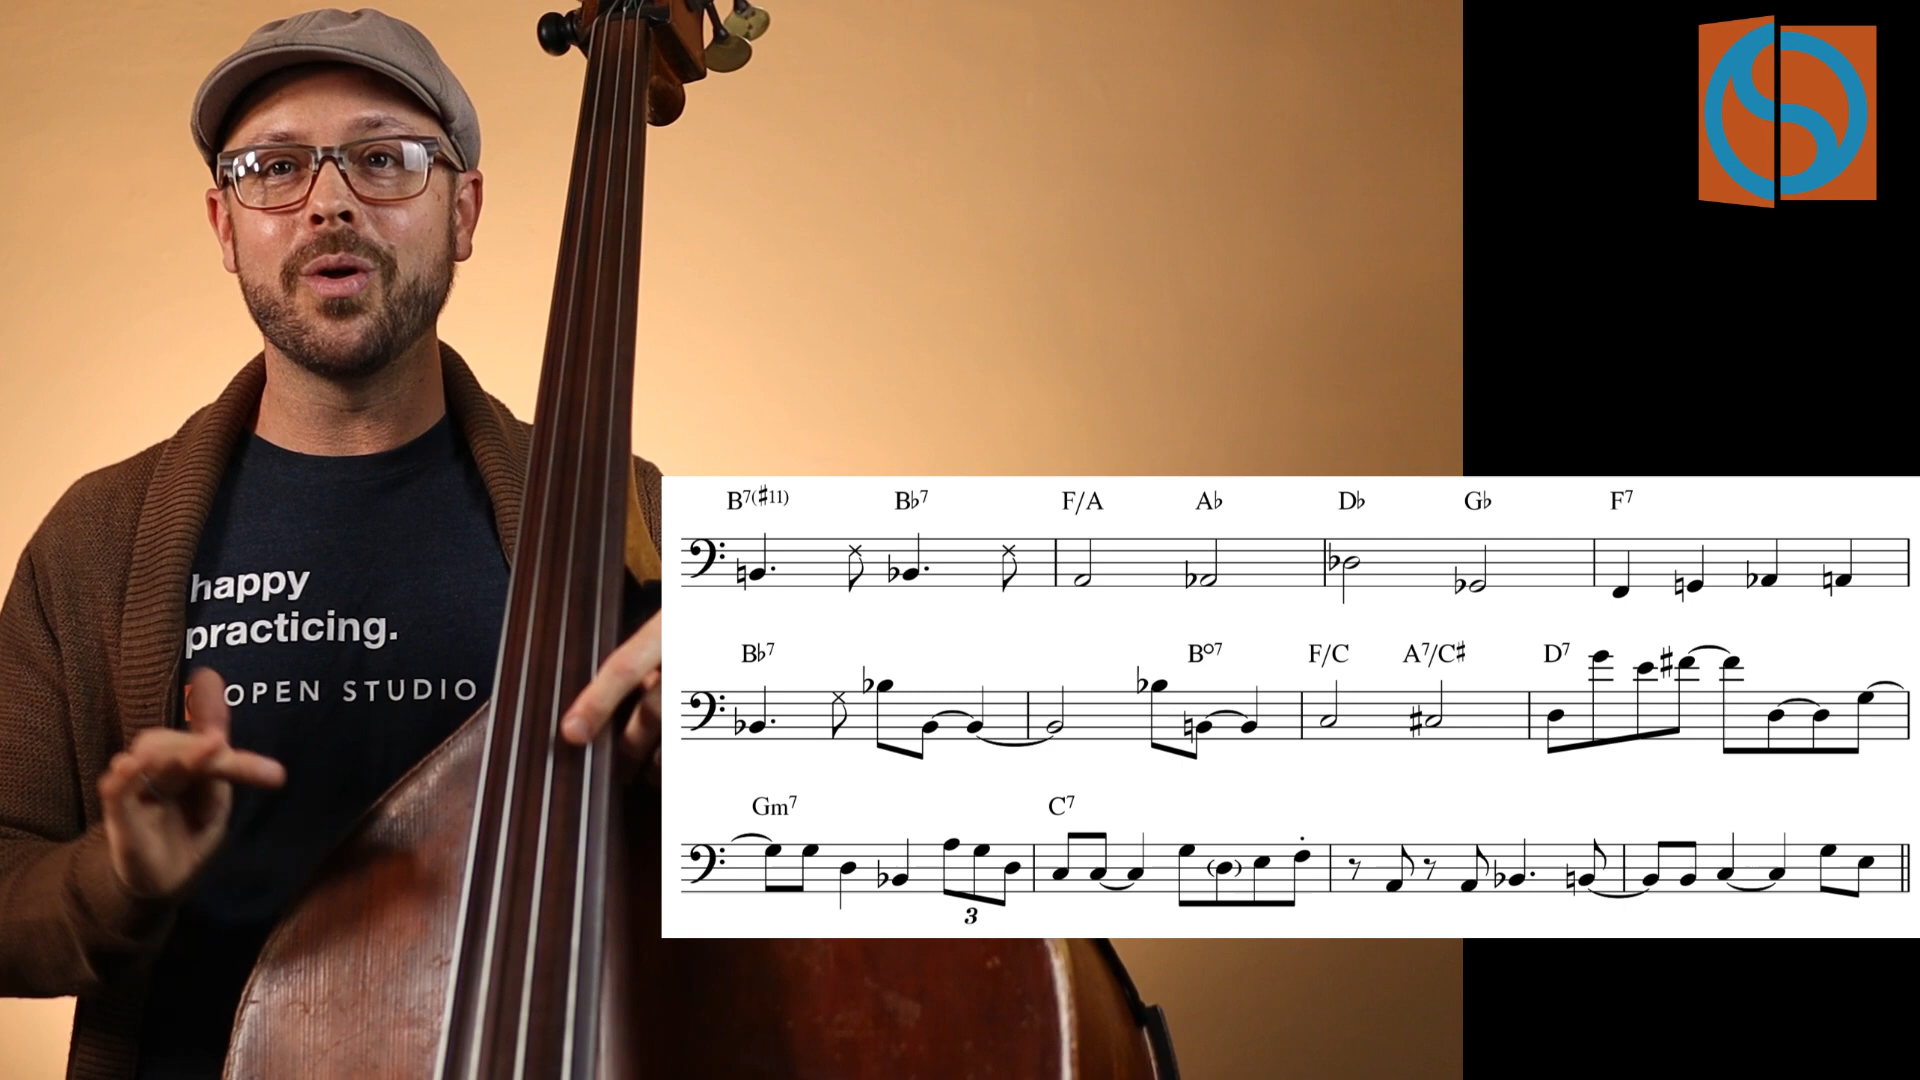 happy
practicing.
OPEN STUDIO
B7(♯11) B♭7 F/A A♭ D♭ G♭ F7
B♭7 B°7 F/C A7/C♯ D7
Gm7 C7
3